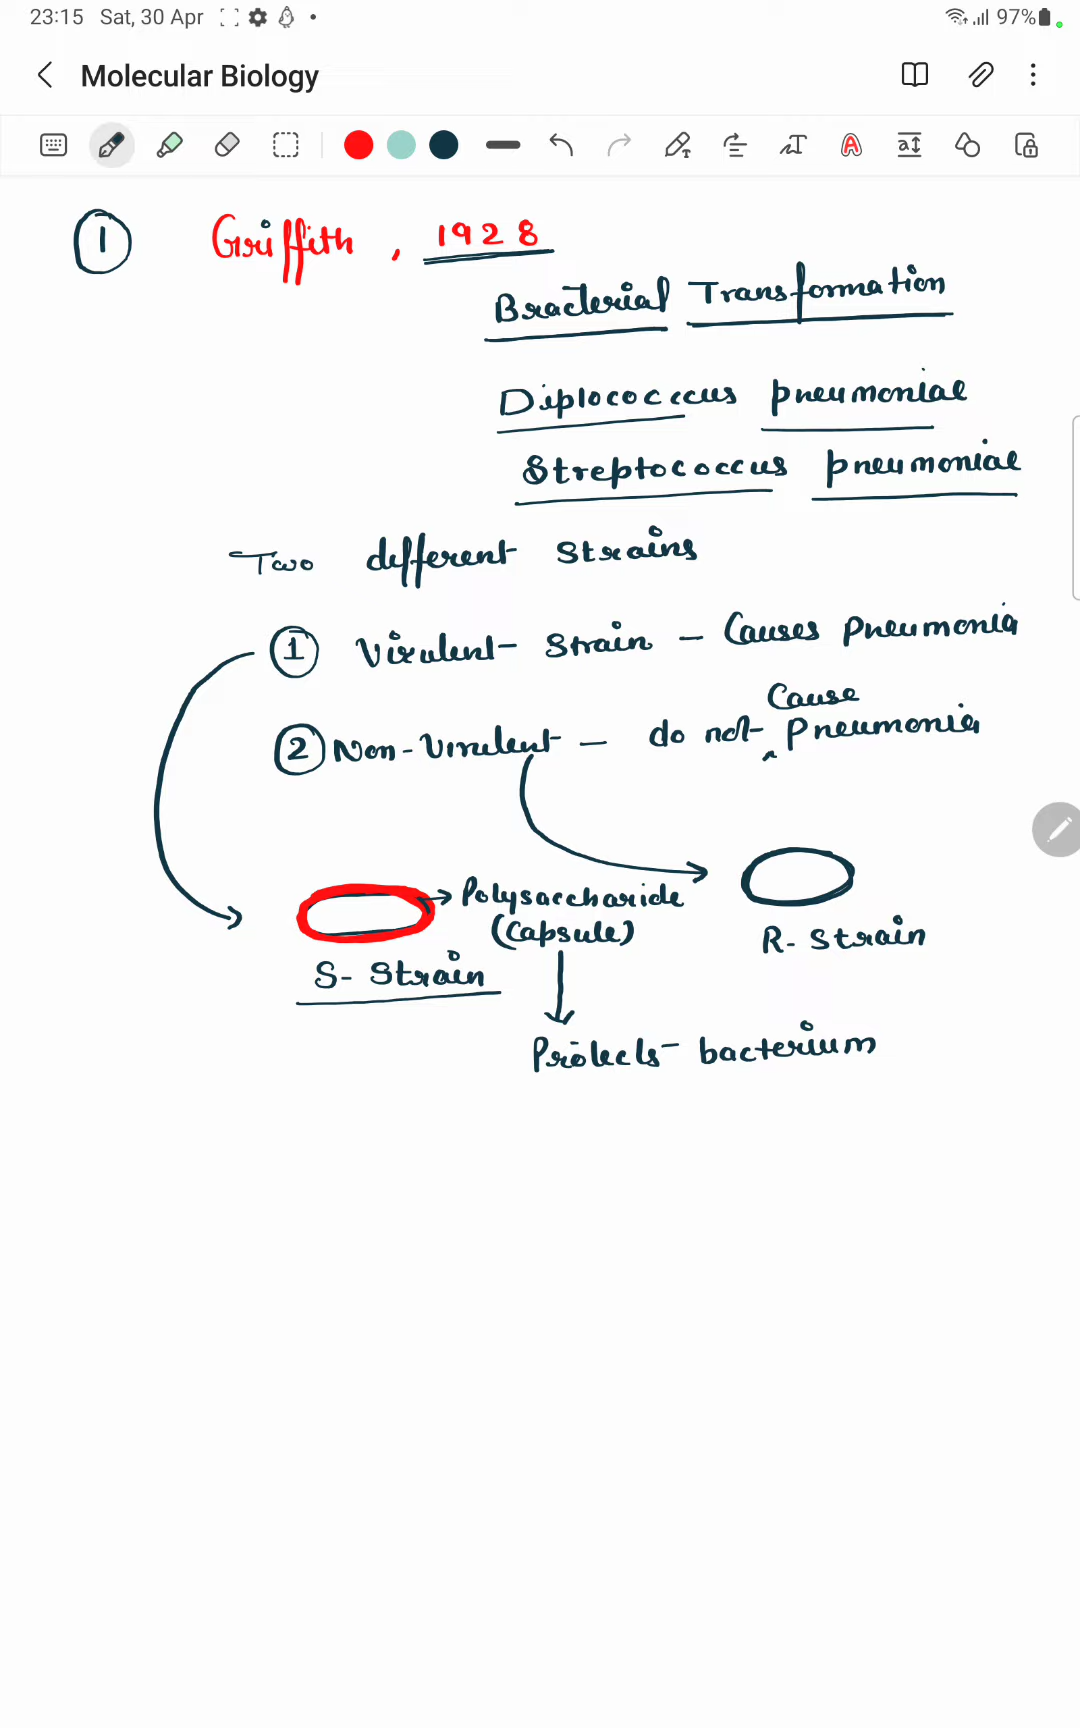 23:15 Sat, 30 Apr 97%
Molecular Biology
1 Griffith, 1928
Bracterial Transformation
Diplococcus pneumoniae
Streptococcus pneumoniae
Two different strains
1 Virulent strain - Causes pneumonia
Cause
2 Non-Virulent - do not ^ Pneumonia
Polysaccharide
(capsule)
R- Strain
S- Strain
Protects bacterium